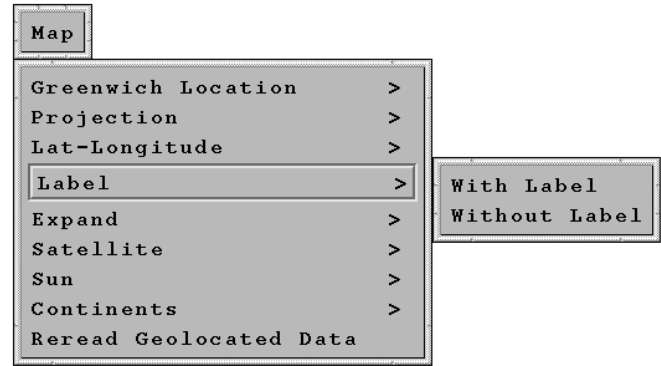 Map
Greenwich Location >
Projection >
Lat-Longitude >
Label >
With Label
Without Label
Expand >
Satellite >
Sun >
Continents >
Reread Geolocated Data